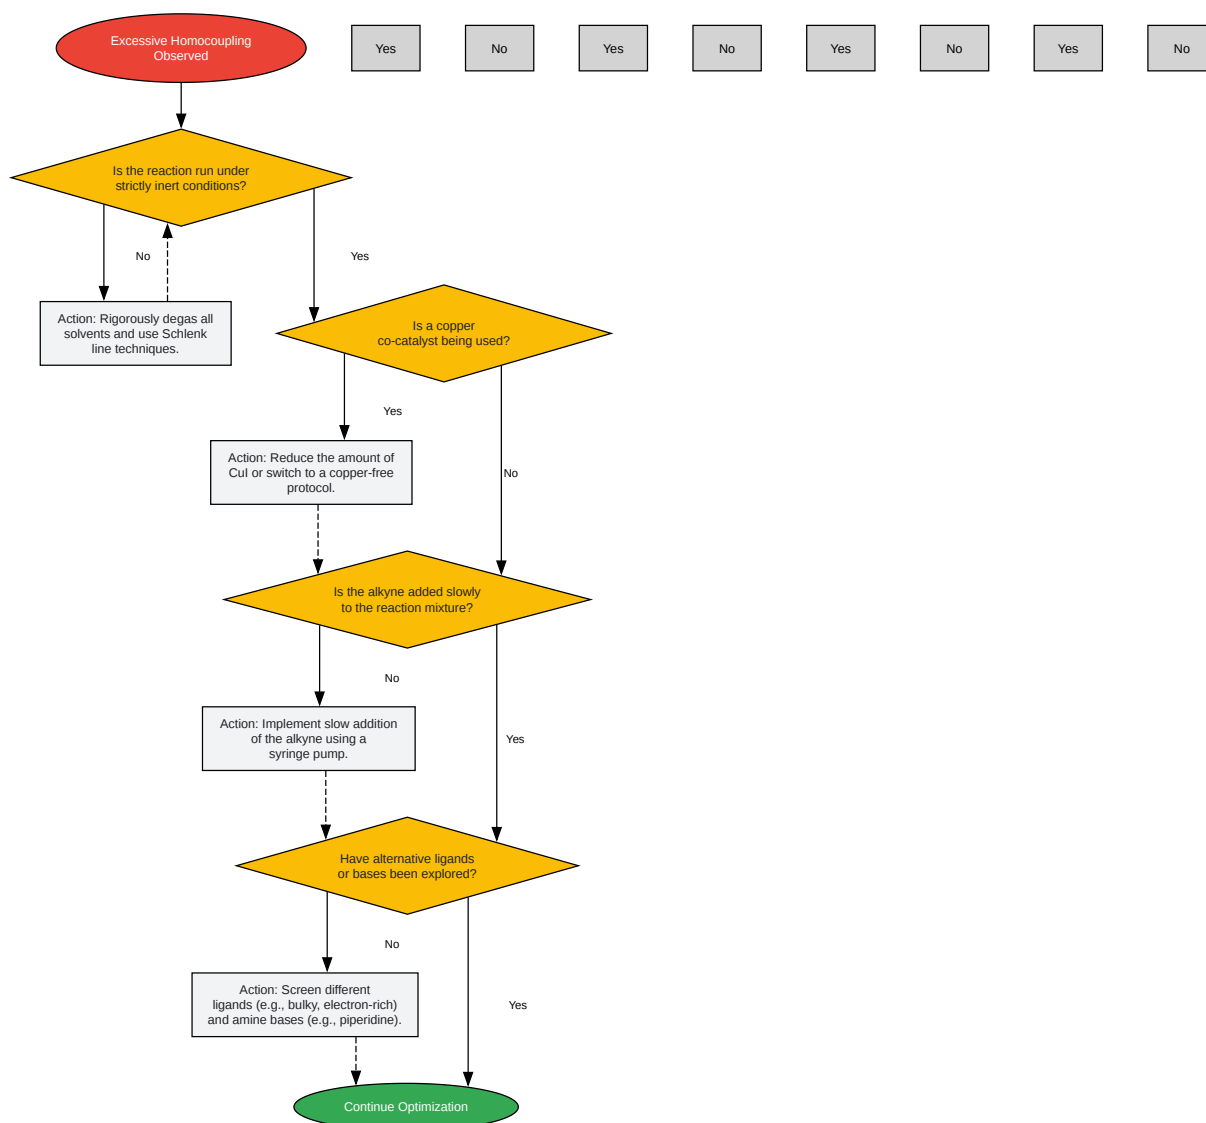 Excessive Homocoupling
Observed
Yes
No
Yes
No
Yes
No
Yes
No
Is the reaction run under
strictly inert conditions?
No
Yes
Action: Rigorously degas all
solvents and use Schlenk
line techniques.
Is a copper
co-catalyst being used?
Yes
Action: Reduce the amount of
CuI or switch to a copper-free
protocol.
No
Is the alkyne added slowly
to the reaction mixture?
No
Action: Implement slow addition
of the alkyne using a
syringe pump.
Yes
Have alternative ligands
or bases been explored?
No
Action: Screen different
ligands (e.g., bulky, electron-rich)
and amine bases (e.g., piperidine).
Yes
Continue Optimization